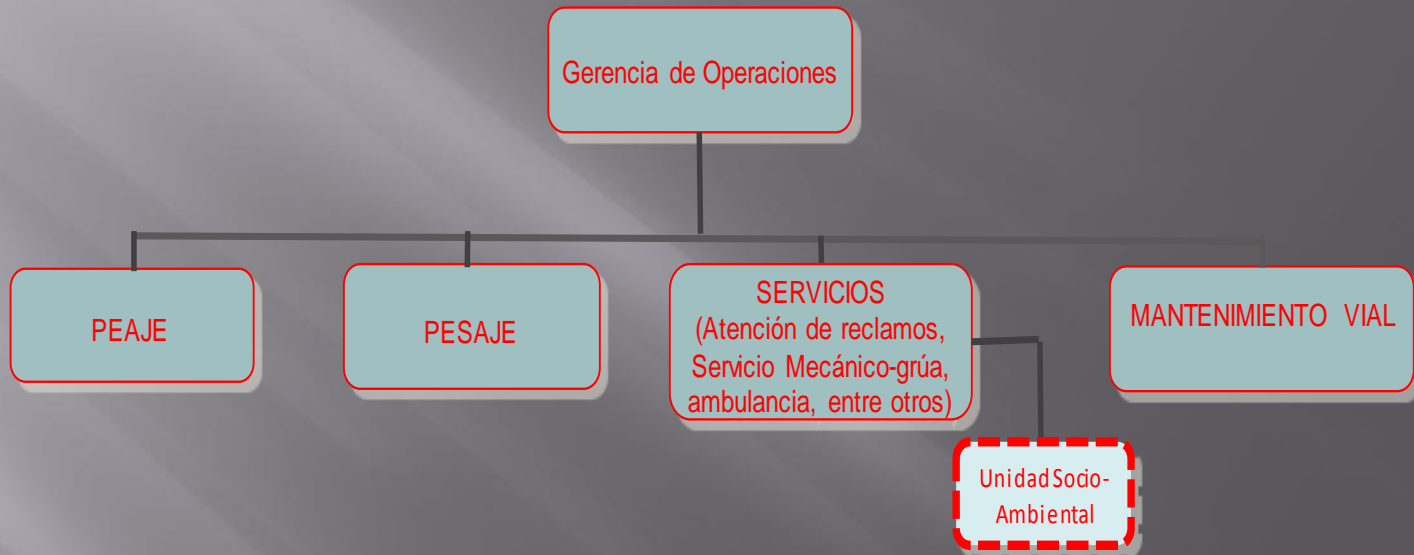 Gerencia de Operaciones
PEAJE
PESAJE
SERVICIOS
(Atención de reclamos,
Servicio Mecánico-grúa,
ambulancia, entre otros)
MANTENIMIENTO VIAL
Unidad Socio-
Ambiental